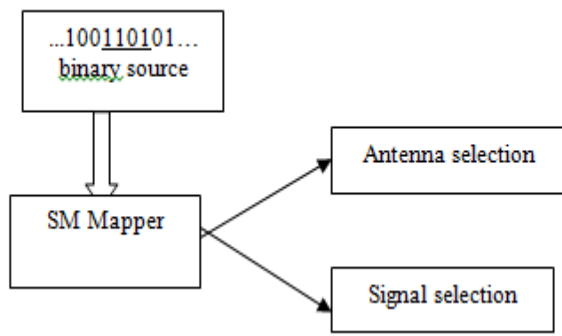 ...100110101...
binary source
SM Mapper
Antenna selection
Signal selection